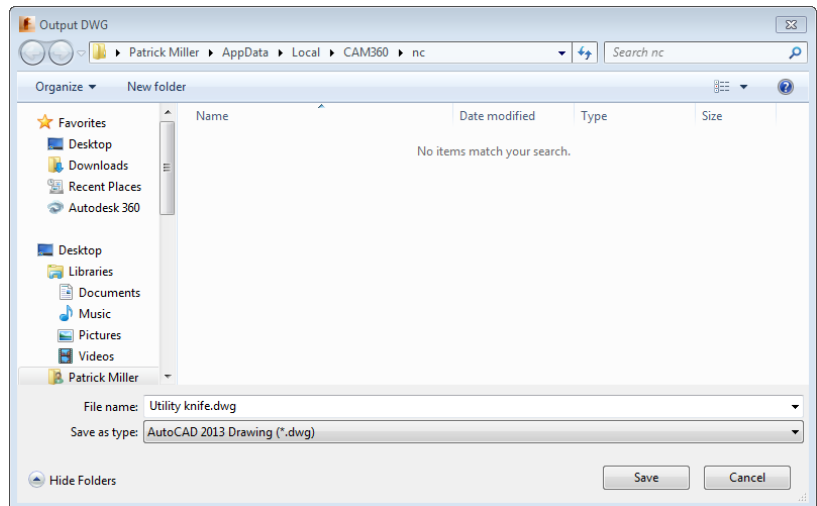 Output DWG
Patrick Miller AppData Local CAM360 nc Search nc
Organize New folder
Name Date modified Type Size
No items match your search.
Favorites
Desktop
Downloads
Recent Places
Autodesk 360
Desktop
Libraries
Documents
Music
Pictures
Videos
Patrick Miller
File name: Utility knife.dwg
Save as type: AutoCAD 2013 Drawing (*.dwg)
Hide Folders Save Cancel